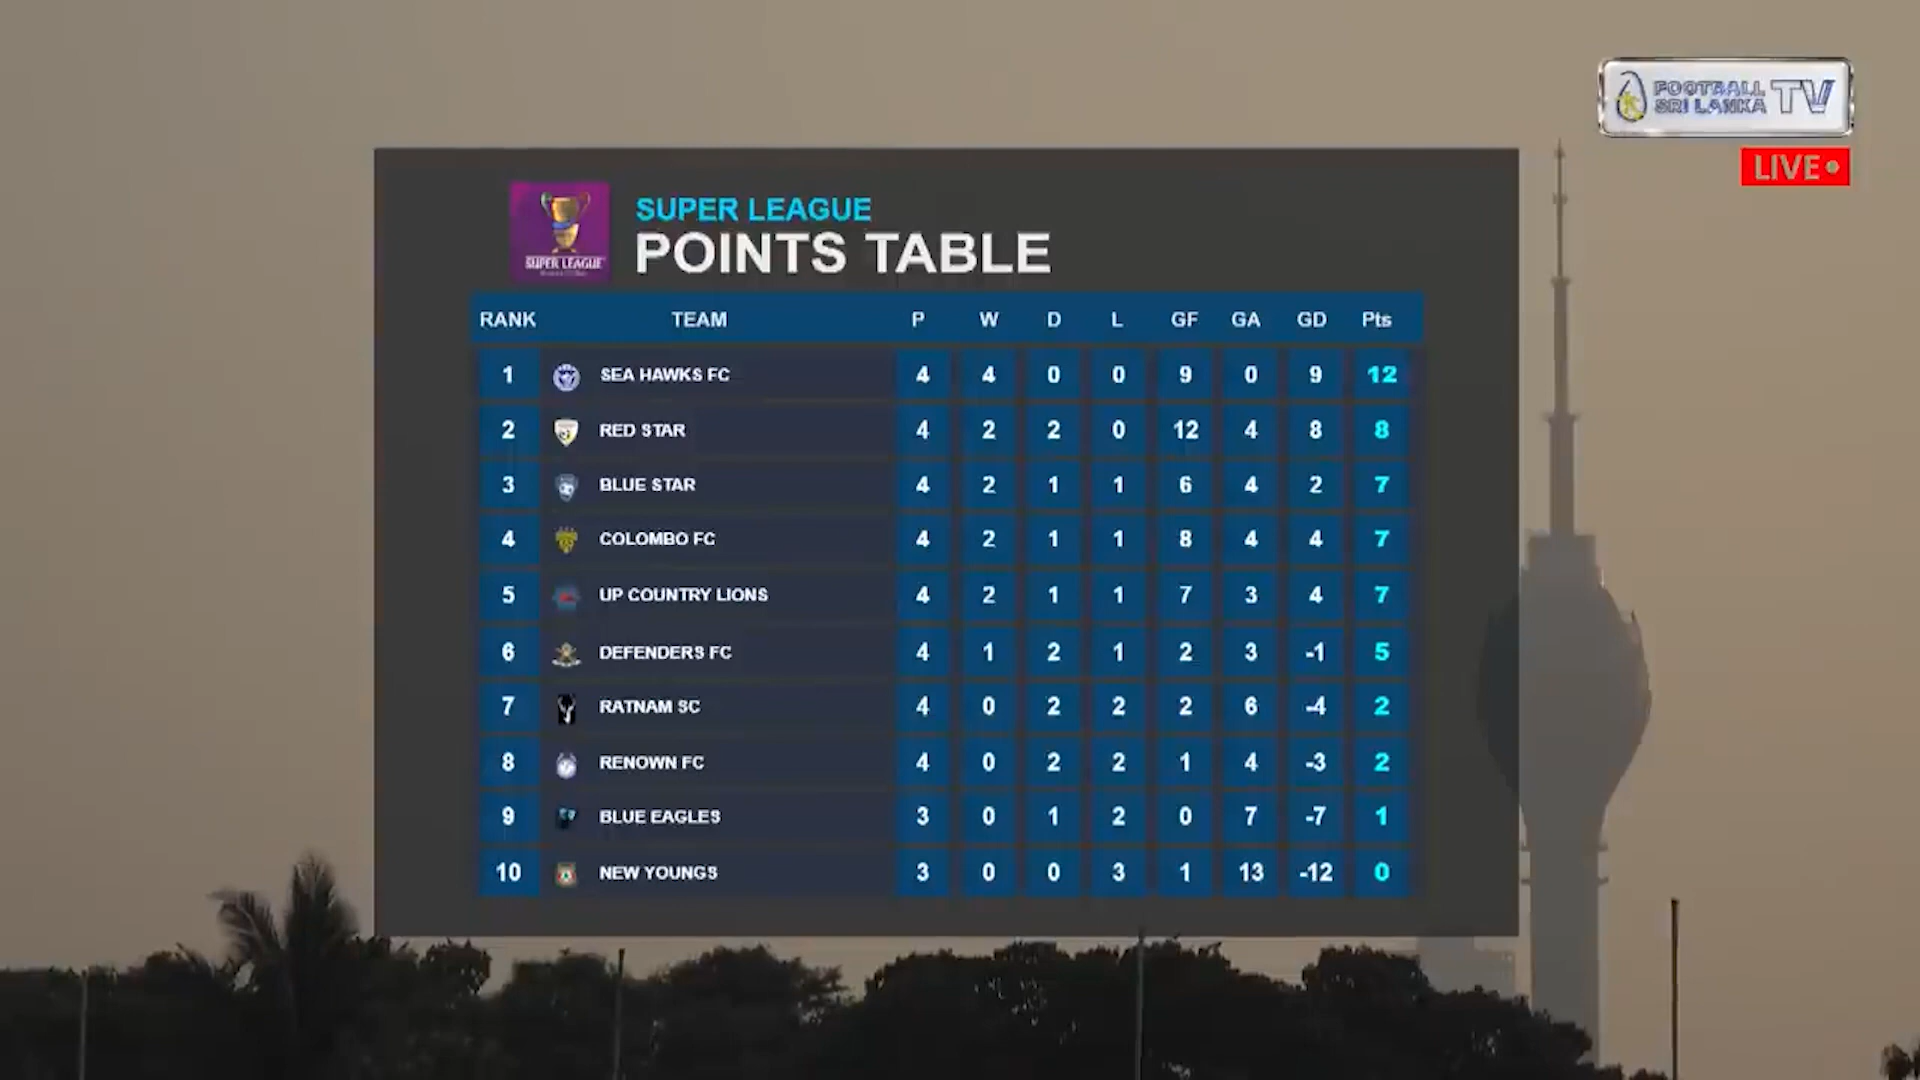 FOOTBALL
SRI LANKA
TV
LIVE
SUPER LEAGUE
SUPER LEAGUE
POINTS TABLE
RANK TEAM P W D L GF GA GD Pts
1 SEA HAWKS FC 4 4 0 0 9 0 9 12
2 RED STAR 4 2 2 0 12 4 8 8
3 BLUE STAR 4 2 1 1 6 4 2 7
4 COLOMBO FC 4 2 1 1 8 4 4 7
5 UP COUNTRY LIONS 4 2 1 1 7 3 4 7
6 DEFENDERS FC 4 1 2 1 2 3 -1 5
7 RATNAM SC 4 0 2 2 2 6 -4 2
8 RENOWN FC 4 0 2 2 1 4 -3 2
9 BLUE EAGLES 3 0 1 2 0 7 -7 1
10 NEW YOUNGS 3 0 0 3 1 13 -12 0